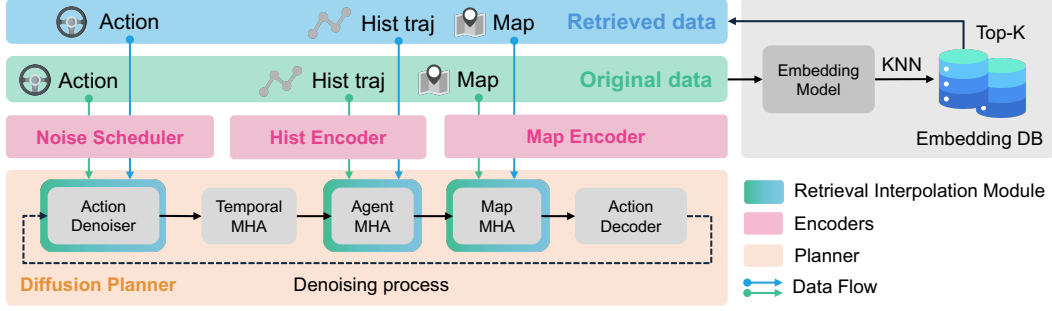 Action
Hist traj
Map
Retrieved data
Action
Hist traj
Map
Original data
Noise Scheduler
Hist Encoder
Map Encoder
Embedding
Model
KNN
Top-K
Embedding DB
Action
Denoiser
Temporal
MHA
Agent
MHA
Map
MHA
Action
Decoder
Diffusion Planner
Denoising process
Retrieval Interpolation Module
Encoders
Planner
Data Flow